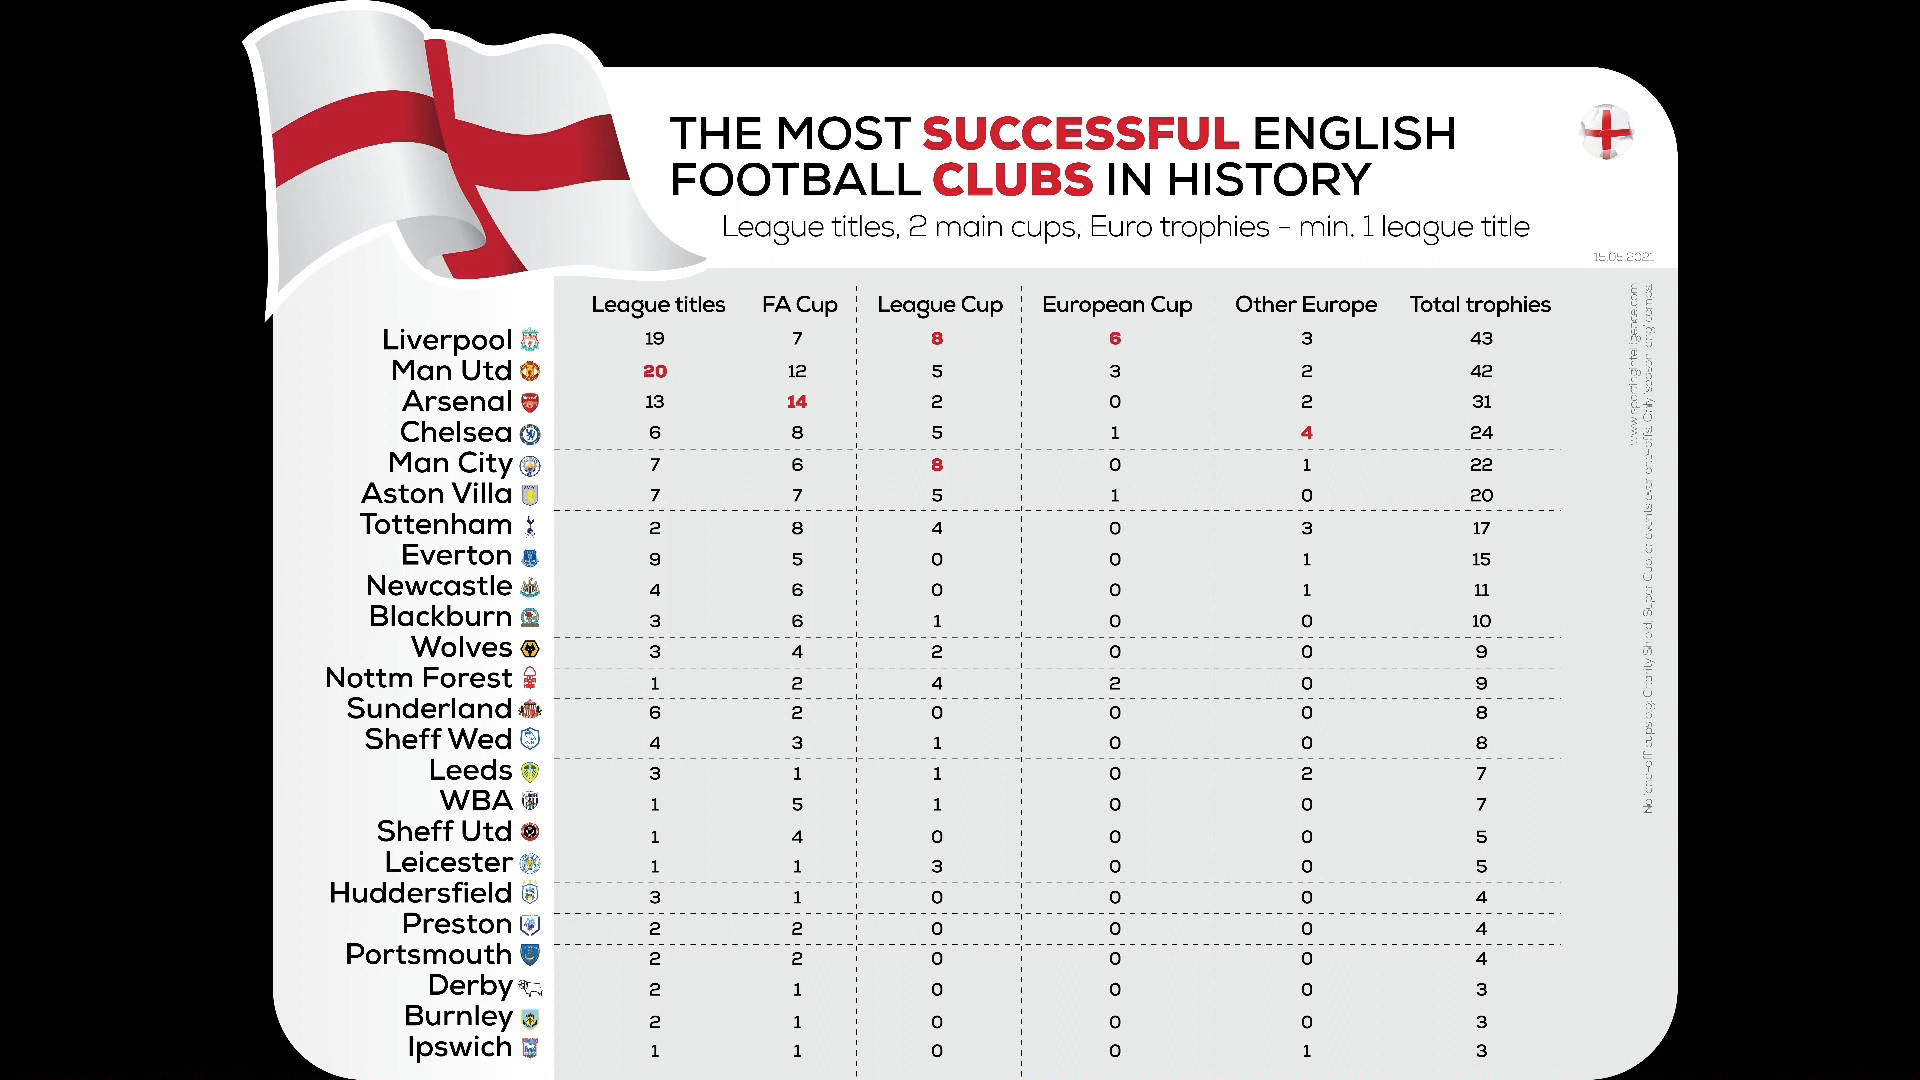 THE MOST SUCCESSFUL ENGLISH
FOOTBALL CLUBS IN HISTORY
League titles, 2 main cups, Euro trophies - min. 1 league title
15.05.2021
League titles FA Cup League Cup European Cup Other Europe Total trophies
Liverpool 19 7 8 6 3 43
Man Utd 20 12 5 3 2 42
Arsenal 13 14 2 0 2 31
Chelsea 6 8 5 1 4 24
Man City 7 6 8 0 1 22
Aston Villa 7 7 5 1 0 20
Tottenham 2 8 4 0 3 17
Everton 9 5 0 0 1 15
Newcastle 4 6 0 0 1 11
Blackburn 3 6 1 0 0 10
Wolves 3 4 2 0 0 9
Nottm Forest 1 2 4 2 0 9
Sunderland 6 2 0 0 0 8
Sheff Wed 4 3 1 0 0 8
Leeds 3 1 1 0 2 7
WBA 1 5 1 0 0 7
Sheff Utd 1 4 0 0 0 5
Leicester 1 1 3 0 0 5
Huddersfield 3 1 0 0 0 4
Preston 2 2 0 0 0 4
Portsmouth 2 2 0 0 0 4
Derby 2 1 0 0 0 3
Burnley 2 1 0 0 0 3
Ipswich 1 1 0 0 1 3
www.sportingintelligence.com